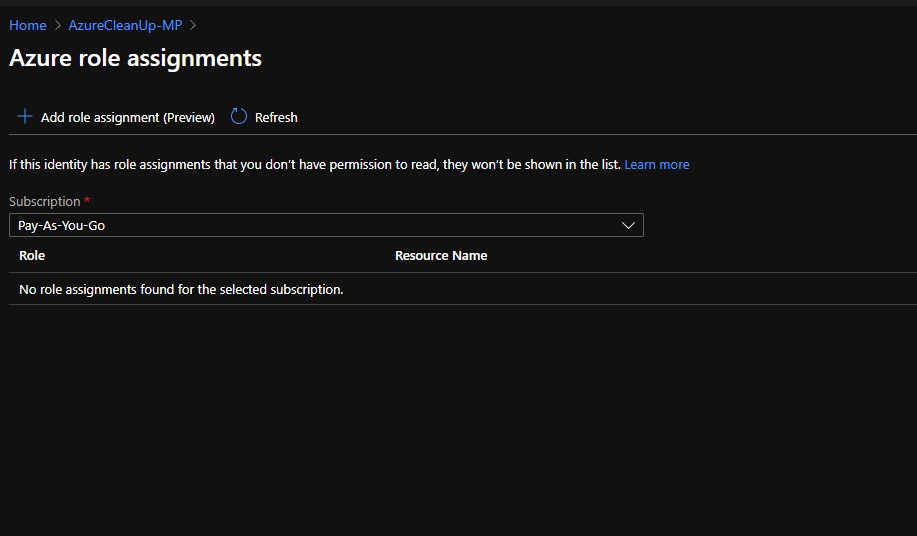 Home > AzureCleanUp-MP >
Azure role assignments
+ Add role assignment (Preview) Refresh
If this identity has role assignments that you don’t have permission to read, they won’t be shown in the list. Learn more
Subscription *
Pay-As-You-Go
Role Resource Name
No role assignments found for the selected subscription.